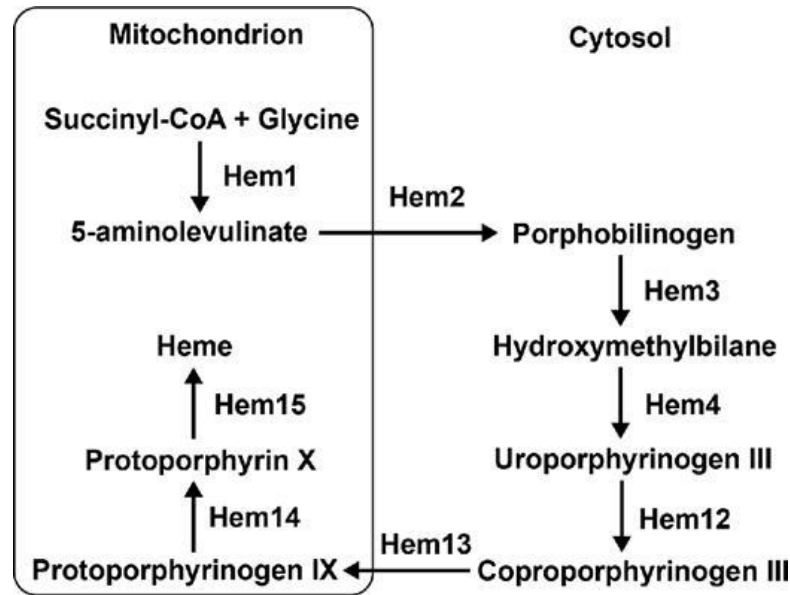 Mitochondrion
Cytosol
Succinyl-CoA + Glycine
Hem1
5-aminolevulinate
Hem2
Porphobilinogen
Hem3
Hydroxymethylbilane
Hem4
Uroporphyrinogen III
Hem12
Coproporphyrinogen III
Hem13
Protoporphyrinogen IX
Hem14
Protoporphyrin X
Hem15
Heme